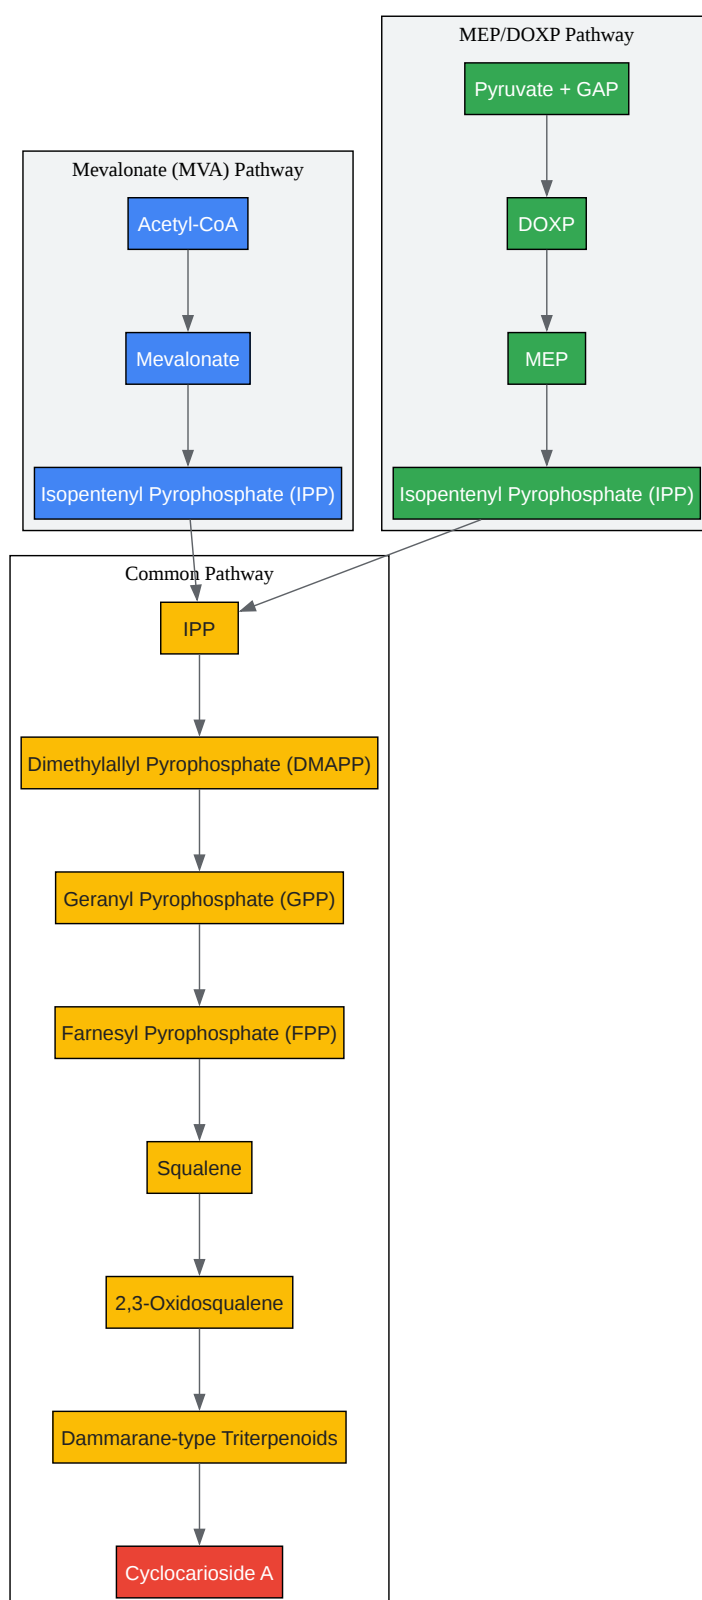 MEP/DOXP Pathway
Pyruvate + GAP
DOXP
MEP
Isopentenyl Pyrophosphate (IPP)
Mevalonate (MVA) Pathway
Acetyl-CoA
Mevalonate
Isopentenyl Pyrophosphate (IPP)
Common Pathway
IPP
Dimethylallyl Pyrophosphate (DMAPP)
Geranyl Pyrophosphate (GPP)
Farnesyl Pyrophosphate (FPP)
Squalene
2,3-Oxidosqualene
Dammarane-type Triterpenoids
Cyclocarioside A